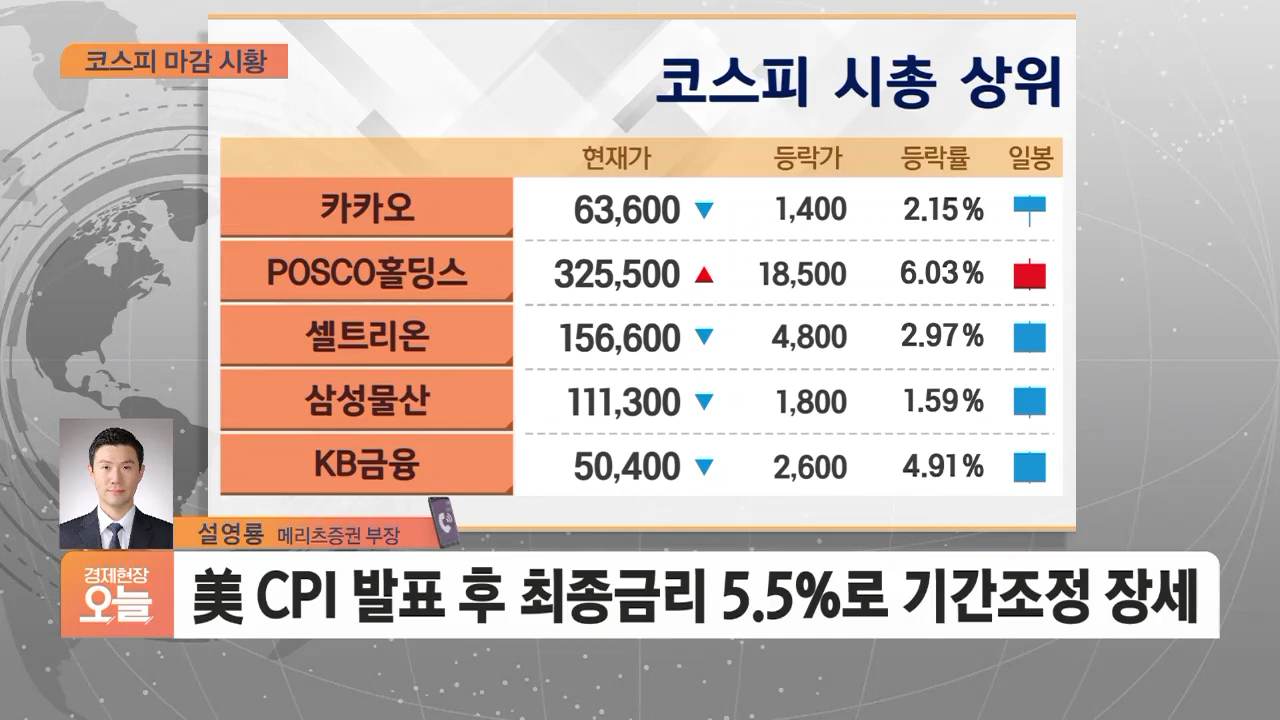 코스피 마감 시황
코스피 시총 상위
현재가 등락가 등락률 일봉
카카오 63,600 ▼ 1,400 2.15%
POSCO홀딩스 325,500 ▲ 18,500 6.03%
셀트리온 156,600 ▼ 4,800 2.97%
삼성물산 111,300 ▼ 1,800 1.59%
KB금융 50,400 ▼ 2,600 4.91%
설영룡 메리츠증권 부장
경제현장
오늘
美 CPI 발표 후 최종금리 5.5%로 기간조정 장세